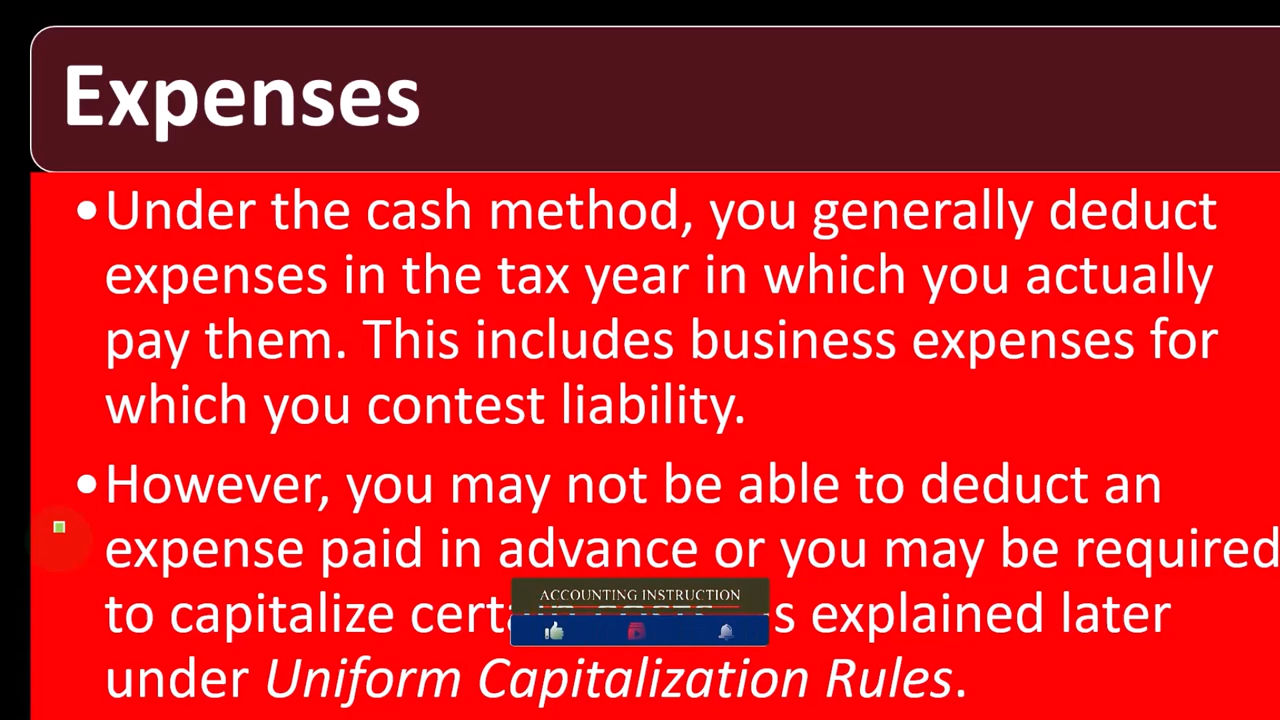 Expenses
•Under the cash method, you generally deduct
expenses in the tax year in which you actually
pay them. This includes business expenses for
which you contest liability.
•However, you may not be able to deduct an
expense paid in advance or you may be required
ACCOUNTING INSTRUCTION
to capitalize explained later
under Uniform Capitalization Rules.